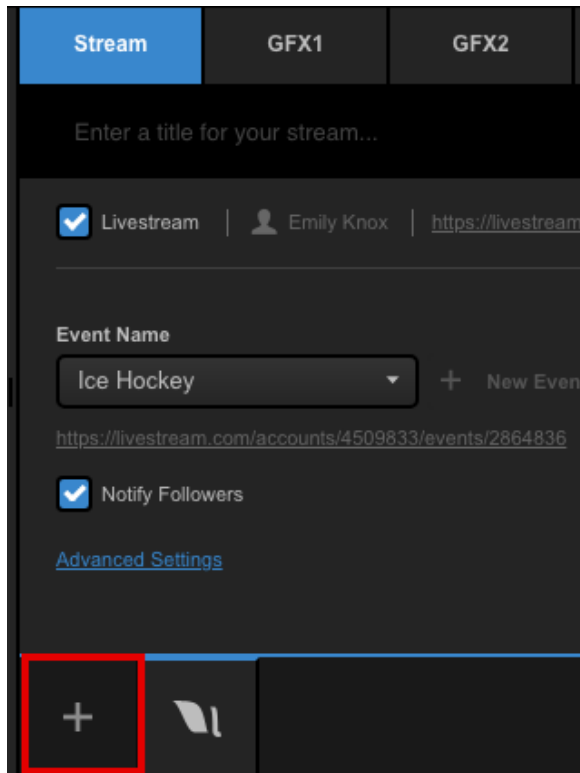 Stream GFX1 GFX2
Enter a title for your stream...
Livestream Emily Knox https://livestream
Event Name
Ice Hockey + New Even
https://livestream.com/accounts/4509833/events/2864836
Notify Followers
Advanced Settings
+